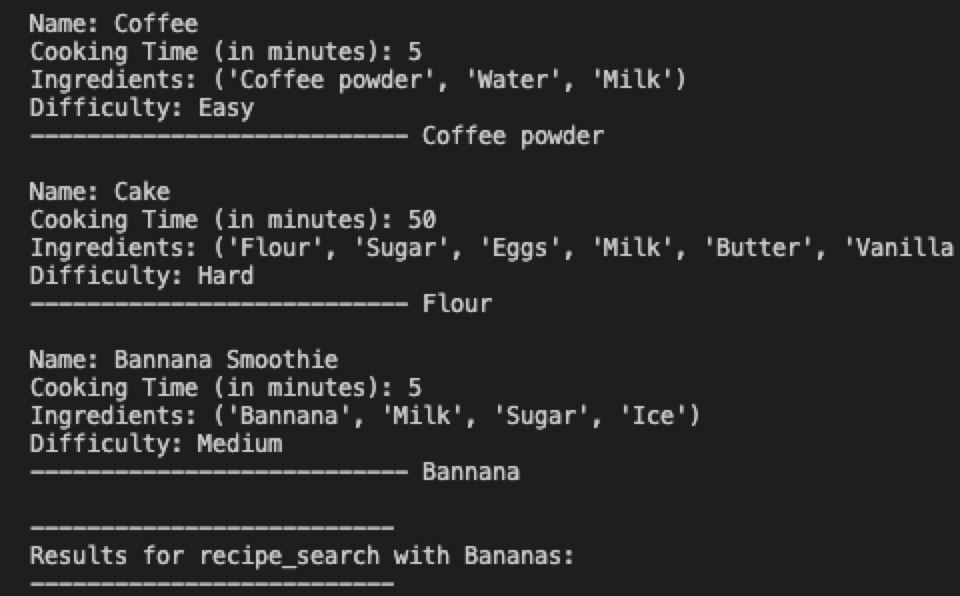 Name: Coffee
Cooking Time (in minutes): 5
Ingredients: ('Coffee powder', 'Water', 'Milk')
Difficulty: Easy
--------------------------- Coffee powder
Name: Cake
Cooking Time (in minutes): 50
Ingredients: ('Flour', 'Sugar', 'Eggs', 'Milk', 'Butter', 'Vanilla
Difficulty: Hard
--------------------------- Flour
Name: Bannana Smoothie
Cooking Time (in minutes): 5
Ingredients: ('Bannana', 'Milk', 'Sugar', 'Ice')
Difficulty: Medium
--------------------------- Bannana
--------------------------
Results for recipe_search with Bananas:
--------------------------